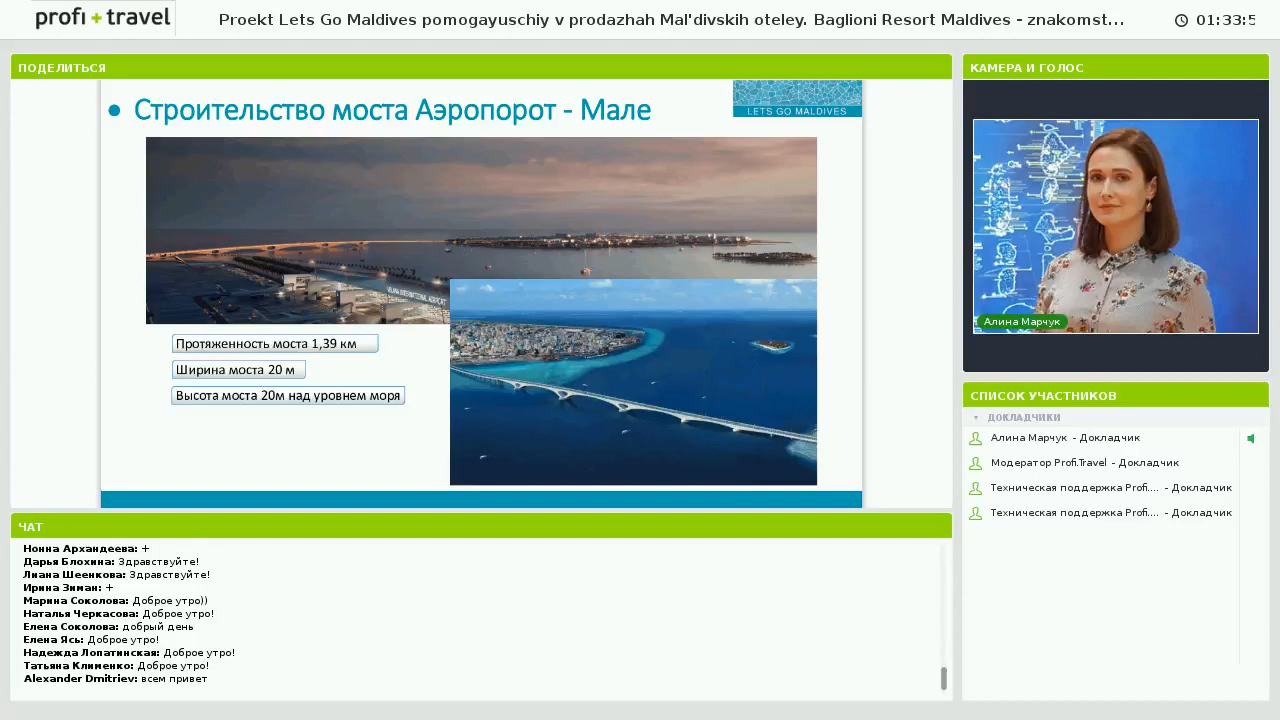 profi + travel
Proekt Lets Go Maldives pomogayuschiy v prodazhah Mal'divskih oteley. Baglioni Resort Maldives - znakomst...
01:33:5
ПОДЕЛИТЬСЯ
• Строительство моста Аэропорот - Мале
LETS GO MALDIVES
VELANA INTERNATIONAL AIRPORT
Протяженность моста 1,39 км
Ширина моста 20 м
Высота моста 20м над уровнем моря
КАМЕРА И ГОЛОС
Алина Марчук
СПИСОК УЧАСТНИКОВ
ДОКЛАДЧИКИ
Алина Марчук - Докладчик
Модератор Profi.Travel - Докладчик
Техническая поддержка Profi.... - Докладчик
Техническая поддержка Profi.... - Докладчик
ЧАТ
Нонна Архандеева: +
Дарья Блохина: Здравствуйте!
Лиана Шеенкова: Здравствуйте!
Ирина Зиман: +
Марина Соколова: Доброе утро))
Наталья Черкасова: Доброе утро!
Елена Соколова: добрый день
Елена Ясь: Доброе утро!
Надежда Лопатинская: Доброе утро!
Татьяна Клименко: Доброе утро!
Alexander Dmitriev: всем привет